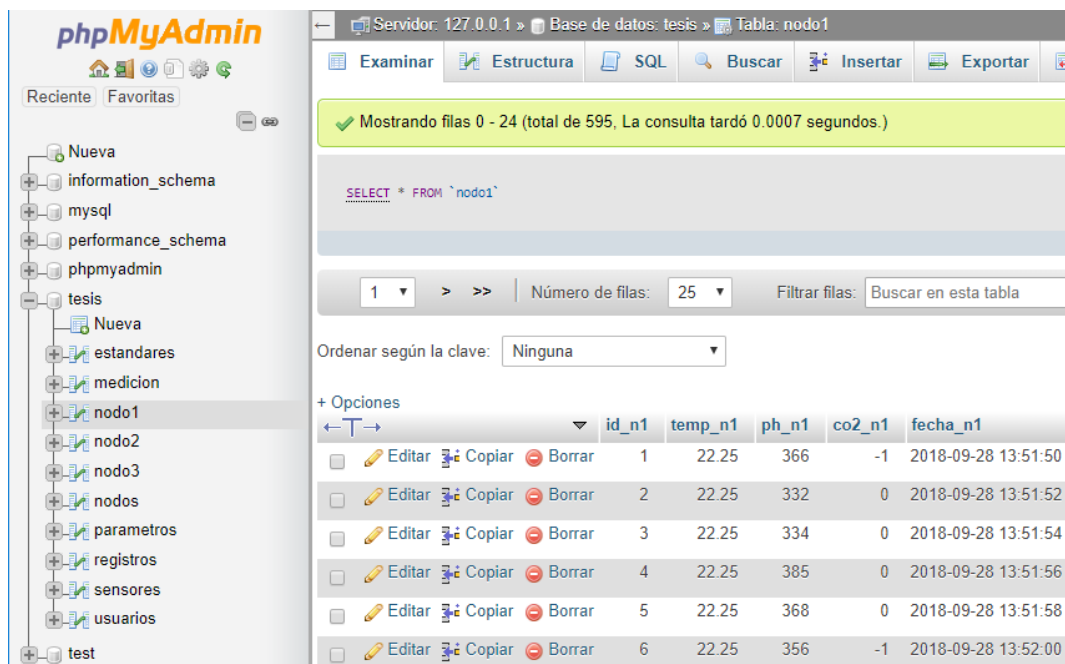 phpMyAdmin
Reciente Favoritas
Nueva
information_schema
mysql
performance_schema
phpmyadmin
tesis
Nueva
estandares
medicion
nodo1
nodo2
nodo3
nodos
parametros
registros
sensores
usuarios
test
← Servidor: 127.0.0.1 » Base de datos: tesis » Tabla: nodo1
Examinar Estructura SQL Buscar Insertar Exportar
Mostrando filas 0 - 24 (total de 595, La consulta tardó 0.0007 segundos.)
SELECT * FROM `nodo1`
1 > >> Número de filas: 25 Filtrar filas: Buscar en esta tabla
Ordenar según la clave: Ninguna
+ Opciones
←T→ id_n1 temp_n1 ph_n1 co2_n1 fecha_n1
Editar Copiar Borrar 1 22.25 366 -1 2018-09-28 13:51:50
Editar Copiar Borrar 2 22.25 332 0 2018-09-28 13:51:52
Editar Copiar Borrar 3 22.25 334 0 2018-09-28 13:51:54
Editar Copiar Borrar 4 22.25 385 0 2018-09-28 13:51:56
Editar Copiar Borrar 5 22.25 368 0 2018-09-28 13:51:58
Editar Copiar Borrar 6 22.25 356 -1 2018-09-28 13:52:00